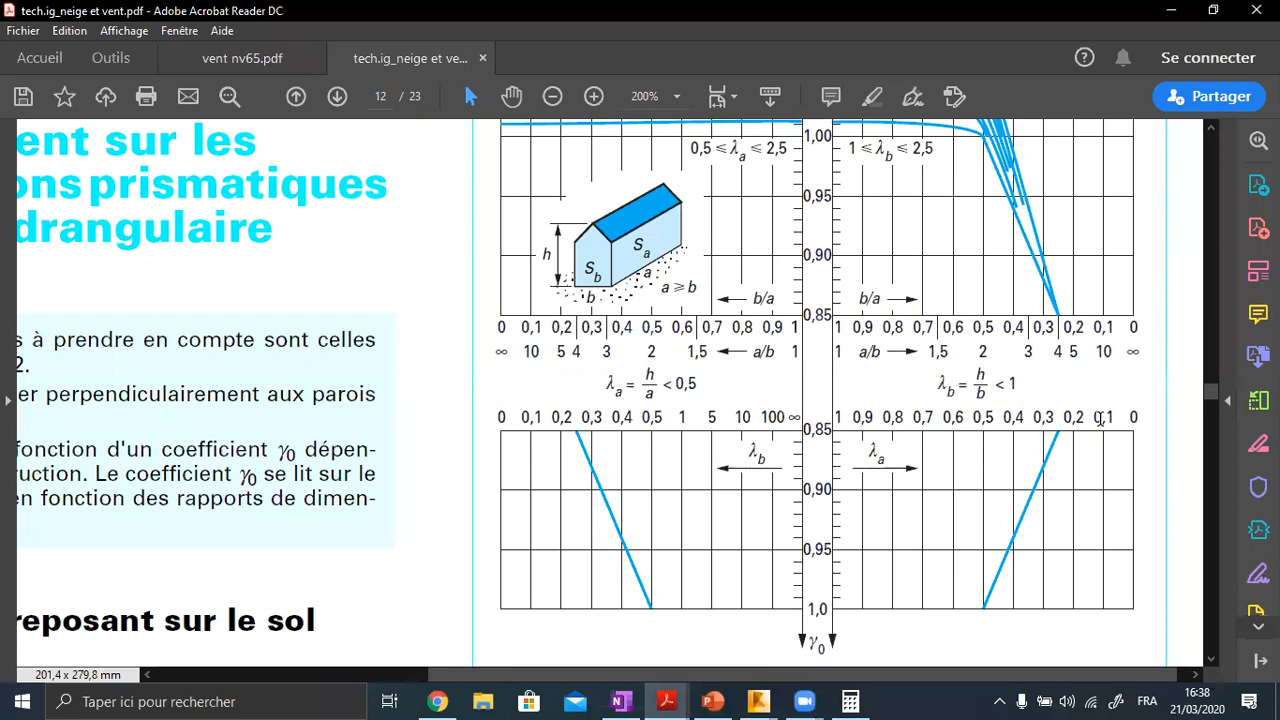 tech.ig_neige et vent.pdf - Adobe Acrobat Reader DC
Fichier Edition Affichage Fenêtre Aide
Accueil Outils vent nv65.pdf tech.ig_neige et ve... × Se connecter
12 / 23 200% Partager
ent sur les
ons prismatiques
drangulaire
s à prendre en compte sont celles
2.
er perpendiculairement aux parois
fonction d'un coefficient γ0 dépen-
ruction. Le coefficient γ0 se lit sur le
en fonction des rapports de dimen-
reposant sur le sol
1,00
0,5 ≤ λa ≤ 2,5 1 ≤ λb ≤ 2,5
0,95
h Sb Sa a b a ≥ b
0,90
b/a b/a
0,85
0 0,1 0,2 0,3 0,4 0,5 0,6 0,7 0,8 0,9 1 1 0,9 0,8 0,7 0,6 0,5 0,4 0,3 0,2 0,1 0
∞ 10 5 4 3 2 1,5 a/b 1 1 a/b 1,5 2 3 4 5 10 ∞
λa = h/a < 0,5 λb = h/b < 1
0 0,1 0,2 0,3 0,4 0,5 1 5 10 100 ∞ 1 0,9 0,8 0,7 0,6 0,5 0,4 0,3 0,2 0,1 0
0,85
λb λa
0,90
0,95
1,0
γ0
201,4 x 279,8 mm
Taper ici pour rechercher
FRA
16:38
21/03/2020